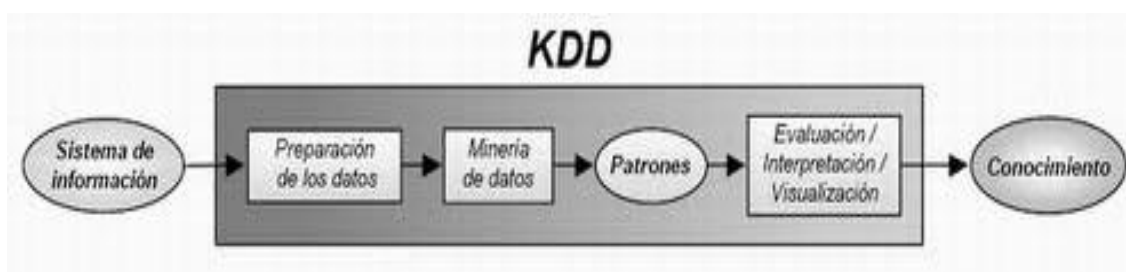 KDD
Sistema de
información
Preparación
de los datos
Minería
de datos
Patrones
Evaluación /
Interpretación /
Visualización
Conocimiento